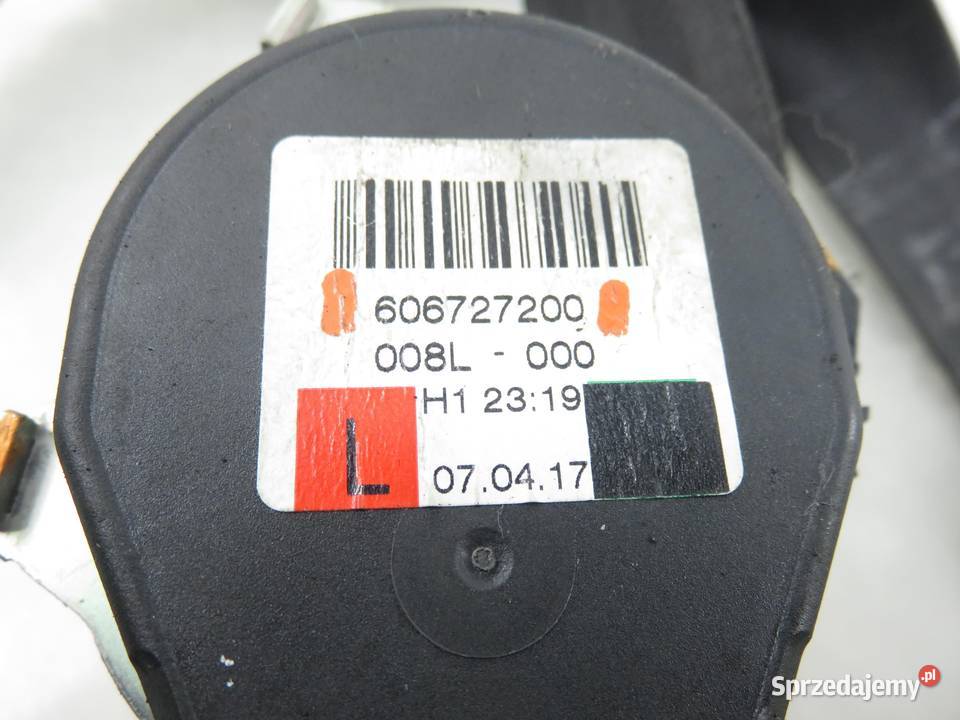 606727200
008L - 000
H1 23:19
L
07.04.17
Sprzedajemy.pl